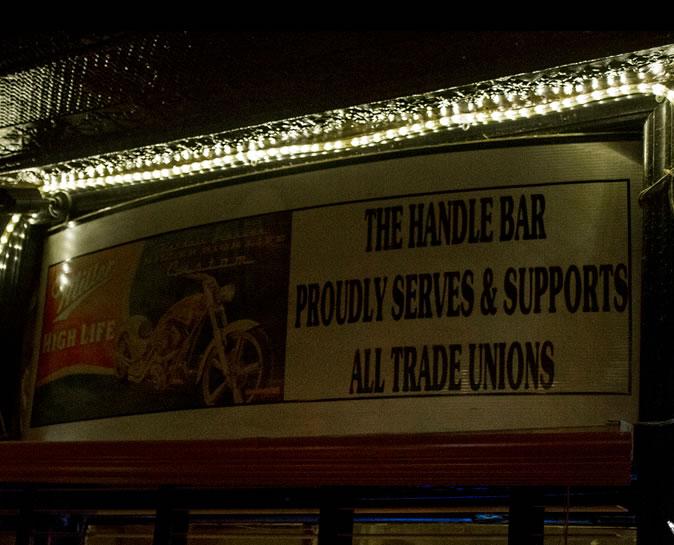 Miller
HIGH LIFE
THE HANDLE BAR
PROUDLY SERVES & SUPPORTS
ALL TRADE UNIONS